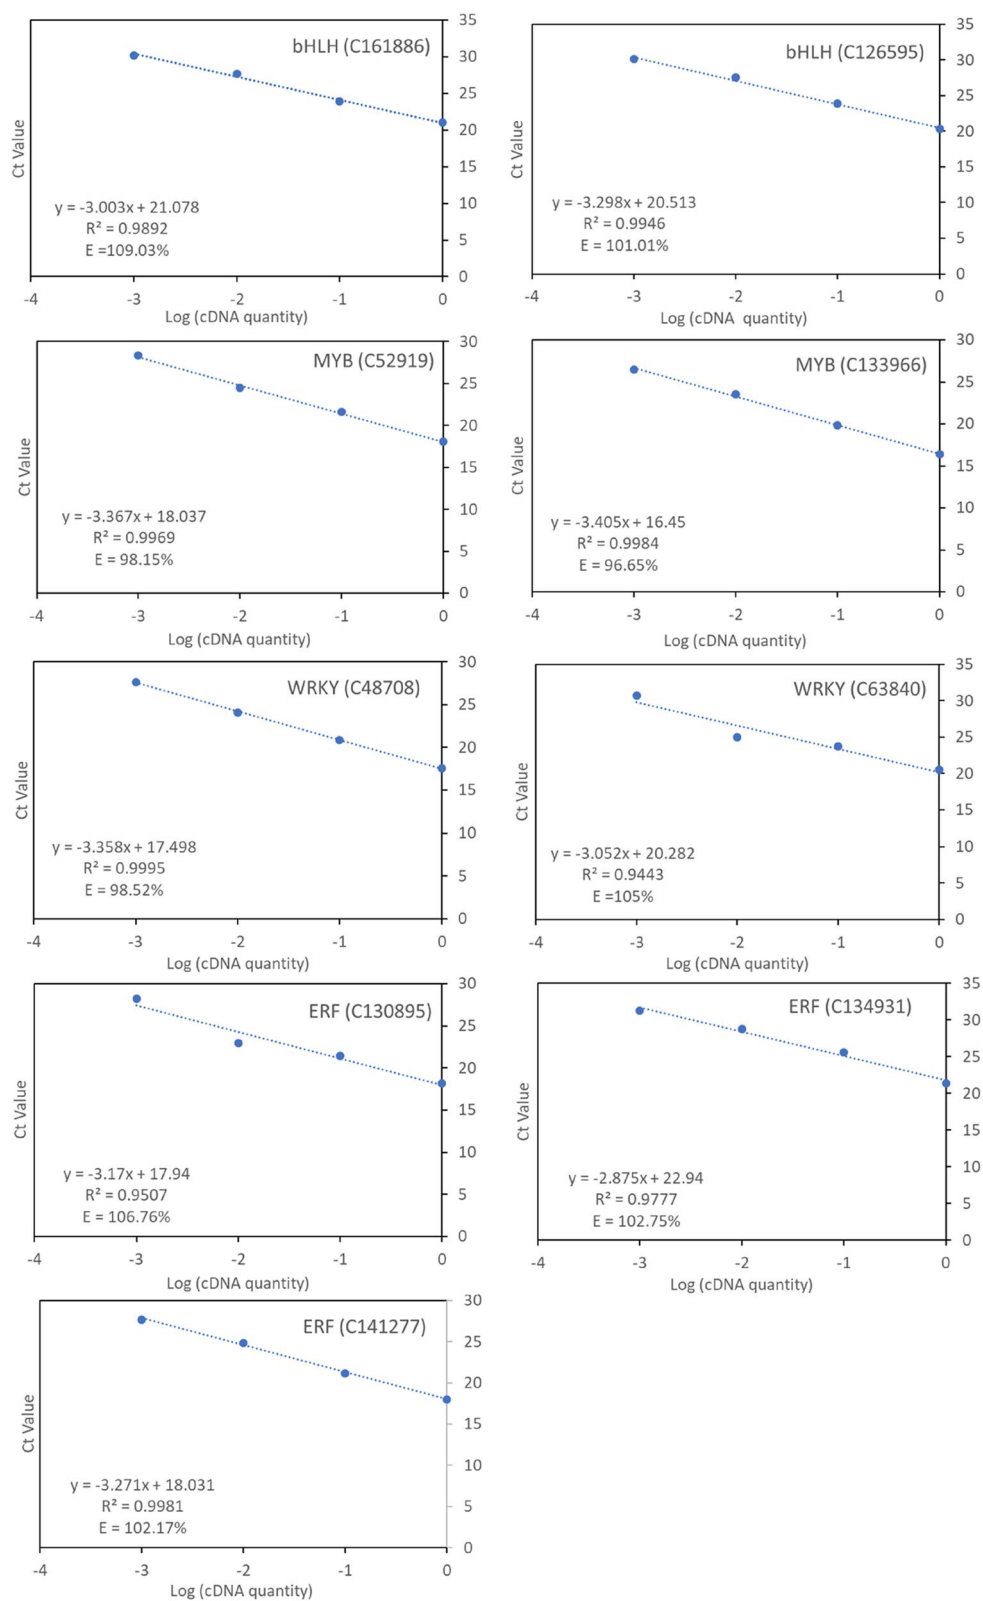 bHLH (C161886)
35
30
25
20
15
10
5
0
Ct Value
y = -3.003x + 21.078
R² = 0.9892
E =109.03%
-4 -3 -2 -1 0
Log (cDNA quantity)
bHLH (C126595)
35
30
25
20
15
10
5
0
Ct Value
y = -3.298x + 20.513
R² = 0.9946
E = 101.01%
-4 -3 -2 -1 0
Log (cDNA quantity)
MYB (C52919)
30
25
20
15
10
5
0
Ct Value
y = -3.367x + 18.037
R² = 0.9969
E = 98.15%
-4 -3 -2 -1 0
Log (cDNA quantity)
MYB (C133966)
30
25
20
15
10
5
0
Ct Value
y = -3.405x + 16.45
R² = 0.9984
E = 96.65%
-4 -3 -2 -1 0
Log (cDNA quantity)
WRKY (C48708)
30
25
20
15
10
5
0
Ct Value
y = -3.358x + 17.498
R² = 0.9995
E = 98.52%
-4 -3 -2 -1 0
Log (cDNA quantity)
WRKY (C63840)
35
30
25
20
15
10
5
0
Ct Value
y = -3.052x + 20.282
R² = 0.9443
E =105%
-4 -3 -2 -1 0
Log (cDNA quantity)
ERF (C130895)
30
25
20
15
10
5
0
Ct Value
y = -3.17x + 17.94
R² = 0.9507
E = 106.76%
-4 -3 -2 -1 0
Log (cDNA quantity)
ERF (C134931)
35
30
25
20
15
10
5
0
Ct Value
y = -2.875x + 22.94
R² = 0.9777
E = 102.75%
-4 -3 -2 -1 0
Log (cDNA quantity)
ERF (C141277)
30
25
20
15
10
5
0
Ct Value
y = -3.271x + 18.031
R² = 0.9981
E = 102.17%
-4 -3 -2 -1 0
Log (cDNA quantity)